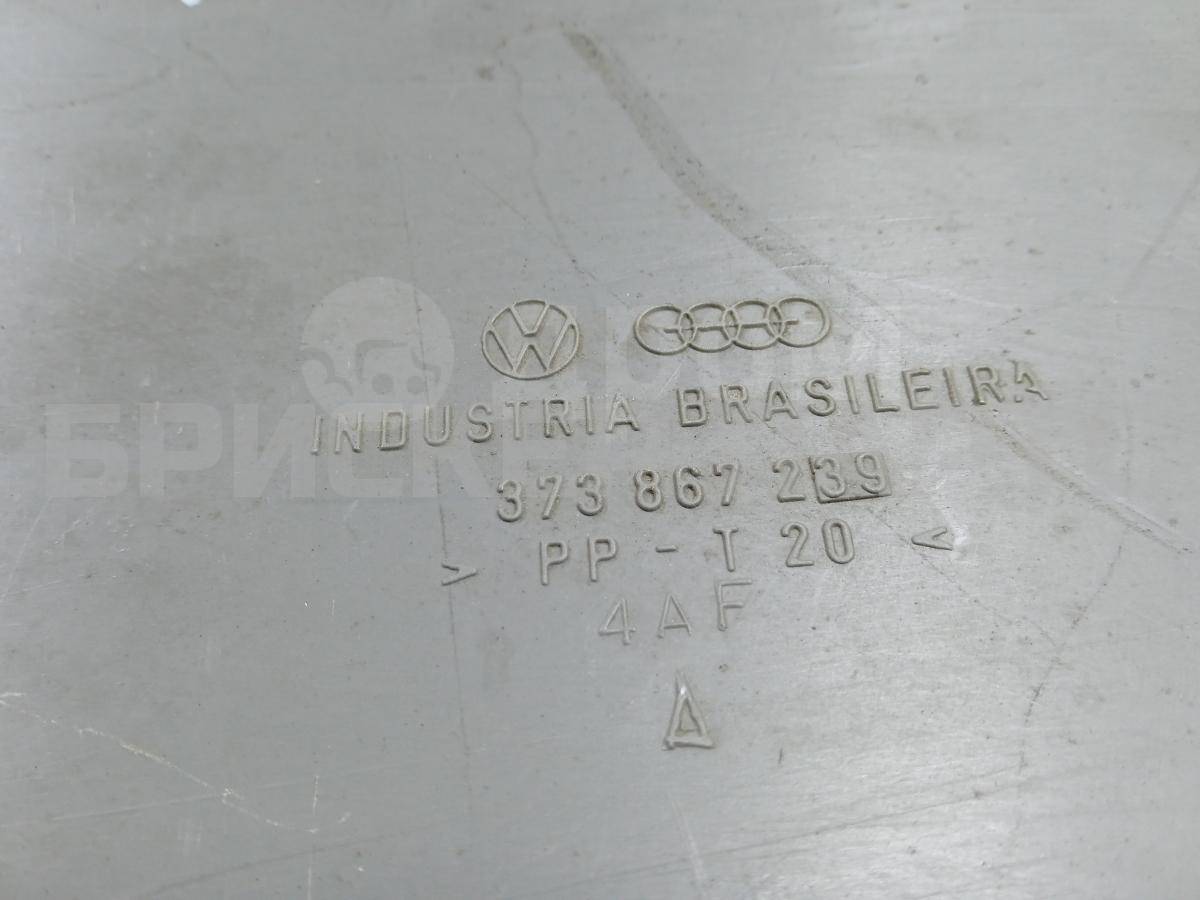 INDUSTRIA BRASILEIRA
373 867 239
> PP - T 20 <
4AF